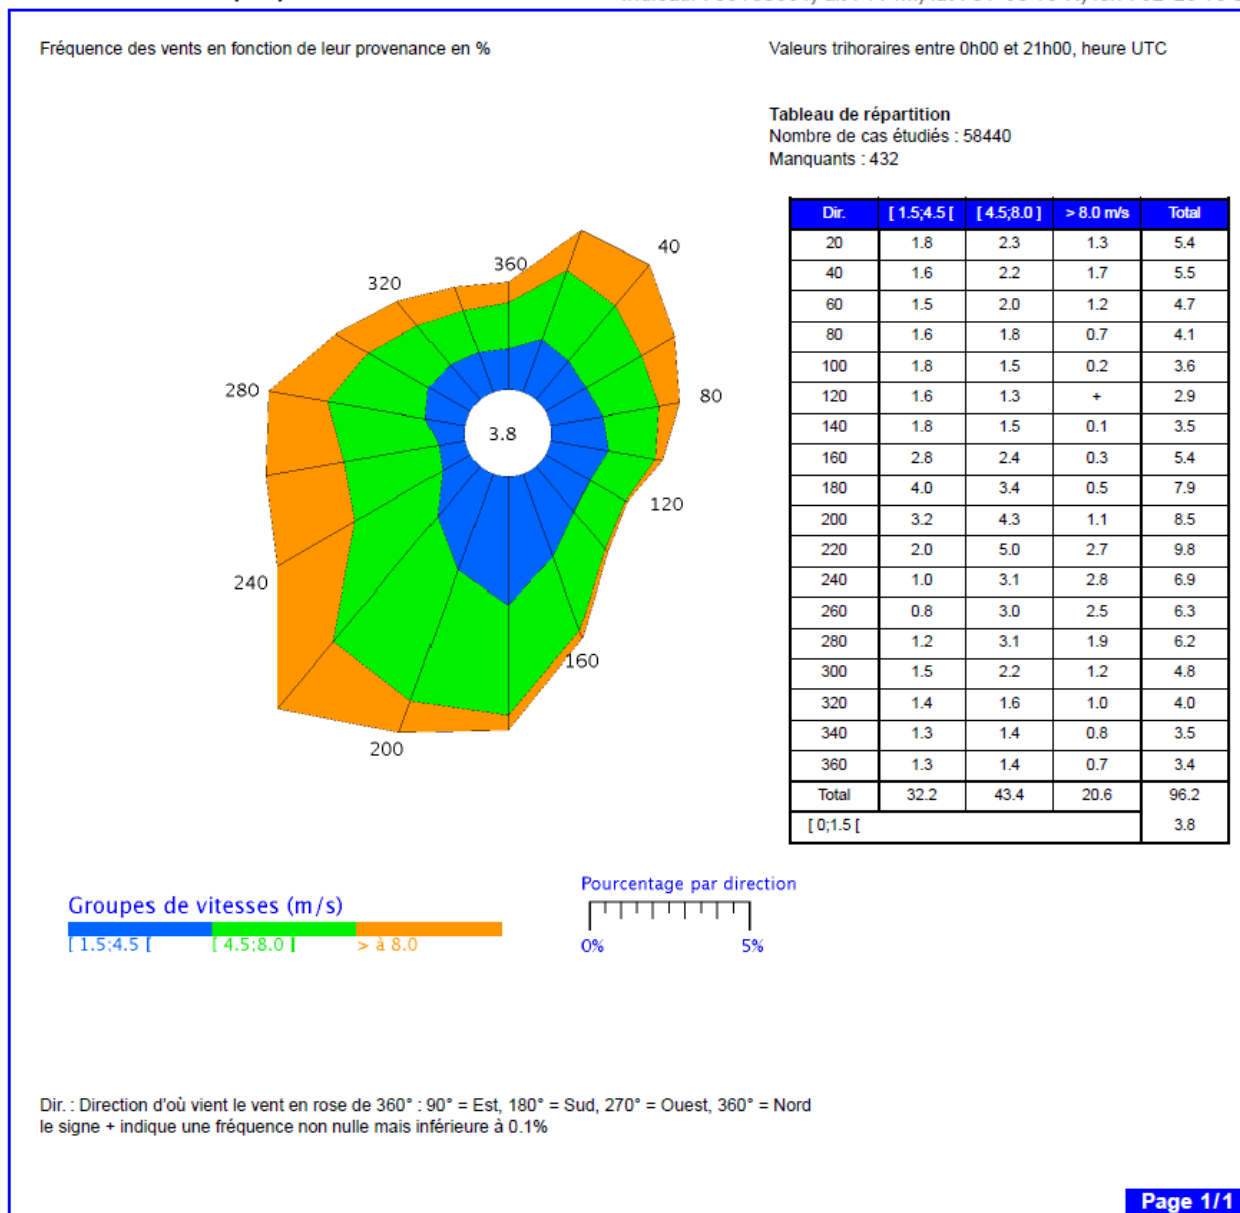 Fréquence des vents en fonction de leur provenance en %
Valeurs trihoraires entre 0h00 et 21h00, heure UTC
Tableau de répartition
Nombre de cas étudiés : 58440
Manquants : 432
Dir. [ 1.5;4.5 [ [ 4.5;8.0 ] > 8.0 m/s Total
20 1.8 2.3 1.3 5.4
40 1.6 2.2 1.7 5.5
60 1.5 2.0 1.2 4.7
80 1.6 1.8 0.7 4.1
100 1.8 1.5 0.2 3.6
120 1.6 1.3 + 2.9
140 1.8 1.5 0.1 3.5
160 2.8 2.4 0.3 5.4
180 4.0 3.4 0.5 7.9
200 3.2 4.3 1.1 8.5
220 2.0 5.0 2.7 9.8
240 1.0 3.1 2.8 6.9
260 0.8 3.0 2.5 6.3
280 1.2 3.1 1.9 6.2
300 1.5 2.2 1.2 4.8
320 1.4 1.6 1.0 4.0
340 1.3 1.4 0.8 3.5
360 1.3 1.4 0.7 3.4
Total 32.2 43.4 20.6 96.2
[ 0;1.5 [ 3.8
40
360
320
280
80
3.8
120
240
160
200
Groupes de vitesses (m/s)
[ 1.5;4.5 [ [ 4.5;8.0 ] > à 8.0
Pourcentage par direction
0% 5%
Dir. : Direction d'où vient le vent en rose de 360° : 90° = Est, 180° = Sud, 270° = Ouest, 360° = Nord
le signe + indique une fréquence non nulle mais inférieure à 0.1%
Page 1/1